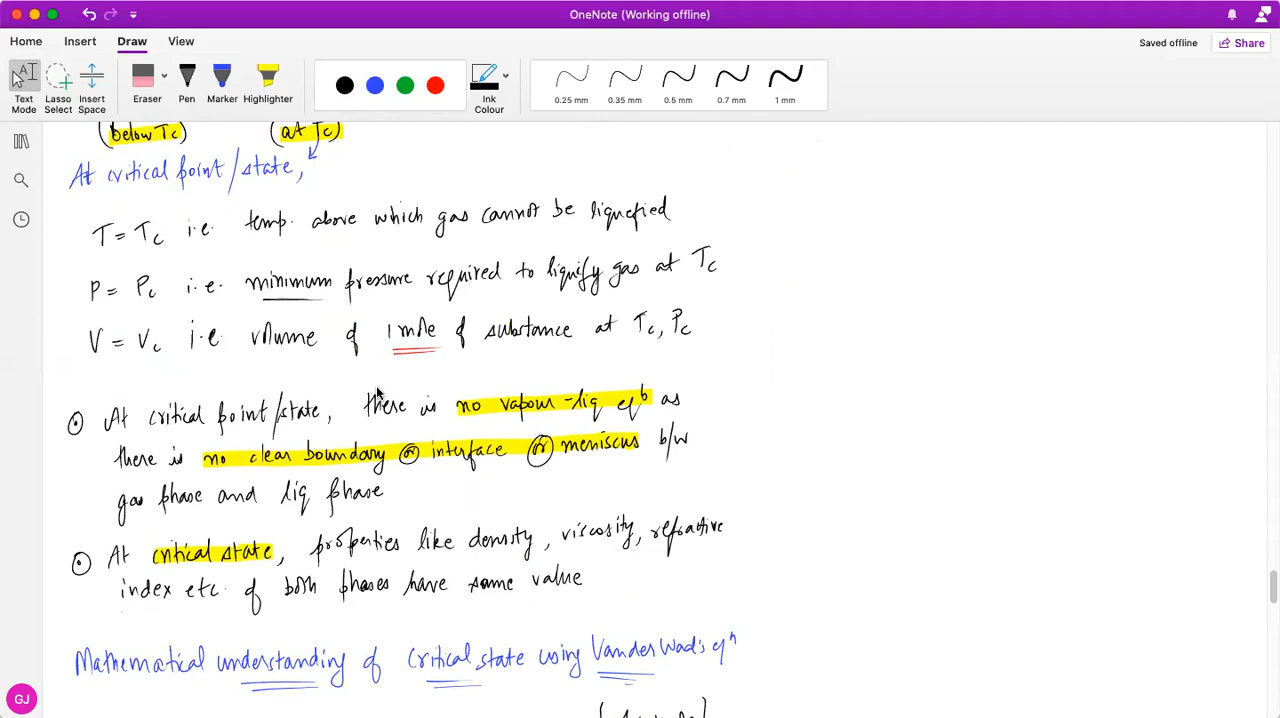 OneNote (Working offline)
Home Insert Draw View
Saved offline
Share
Text Mode
Lasso Select
Insert Space
Eraser
Pen
Marker
Highlighter
Ink Colour
0.25 mm 0.35 mm 0.5 mm 0.7 mm 1 mm
(below Tc) (at Tc)
At critical point/state,
T = Tc i.e. temp. above which gas cannot be liquefied
P = Pc i.e. minimum pressure required to liquify gas at Tc
V = Vc i.e. volume of 1 mole of substance at Tc, Pc
At critical point/state, there is no vapour-liq eqb as
there is no clear boundary or interface or meniscus b/w
gas phase and liq phase
At critical state, properties like density, viscosity, refractive
index etc. of both phases have same value
Mathematical understanding of critical state using Vander Waal's eqn
GJ